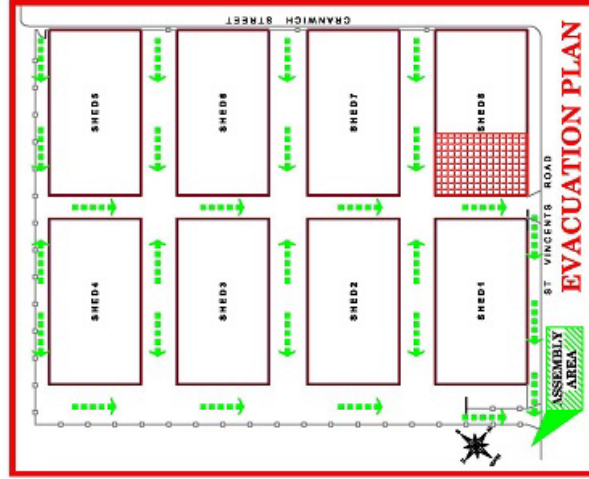 CRANWICH STREET
SHED5
SHED6
SHED7
SHED8
SHED4
SHED3
SHED2
SHED1
ST VINCENTS ROAD
EVACUATION PLAN
ASSEMBLY
AREA